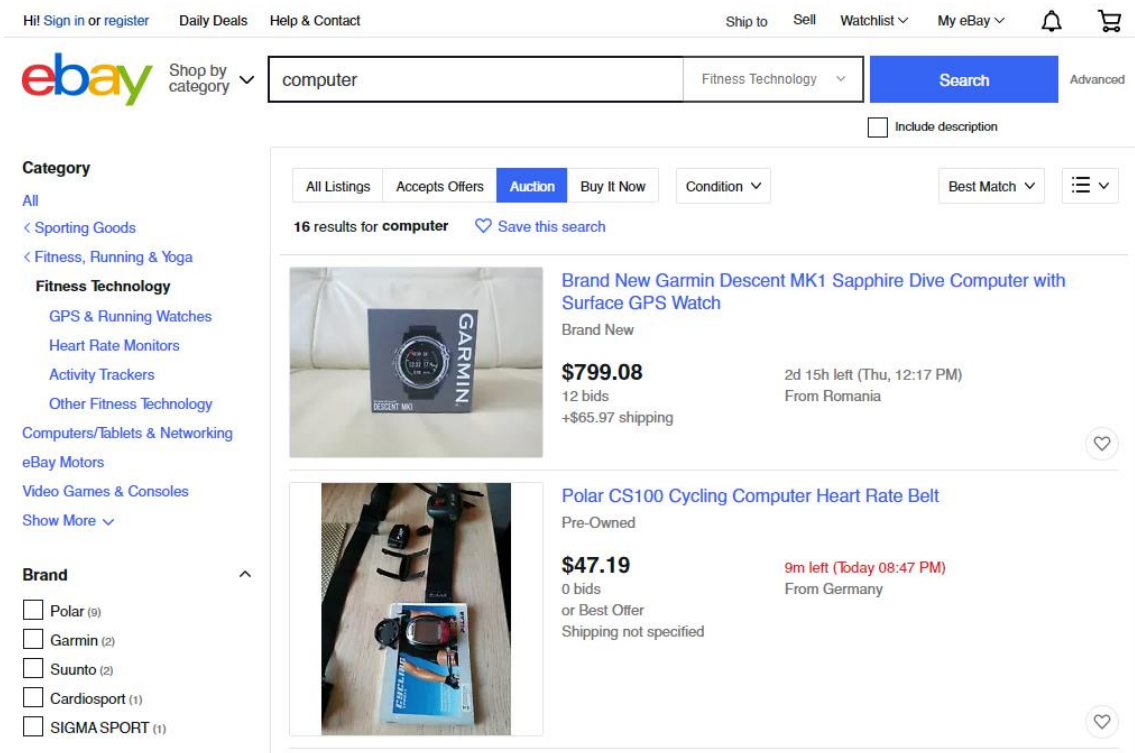 Hi! Sign in or register Daily Deals Help & Contact Ship to Sell Watchlist My eBay
ebay
Shop by category
computer
Fitness Technology
Search
Advanced
Include description
Category
All
< Sporting Goods
< Fitness, Running & Yoga
Fitness Technology
GPS & Running Watches
Heart Rate Monitors
Activity Trackers
Other Fitness Technology
Computers/Tablets & Networking
eBay Motors
Video Games & Consoles
Show More
Brand
Polar (9)
Garmin (2)
Suunto (2)
Cardiosport (1)
SIGMA SPORT (1)
All Listings Accepts Offers Auction Buy It Now Condition Best Match
16 results for computer Save this search
GARMIN
DESCENT MK1
Brand New Garmin Descent MK1 Sapphire Dive Computer with
Surface GPS Watch
Brand New
$799.08 2d 15h left (Thu, 12:17 PM)
12 bids From Romania
+$65.97 shipping
CYCLING
Polar CS100 Cycling Computer Heart Rate Belt
Pre-Owned
$47.19 9m left (Today 08:47 PM)
0 bids From Germany
or Best Offer
Shipping not specified